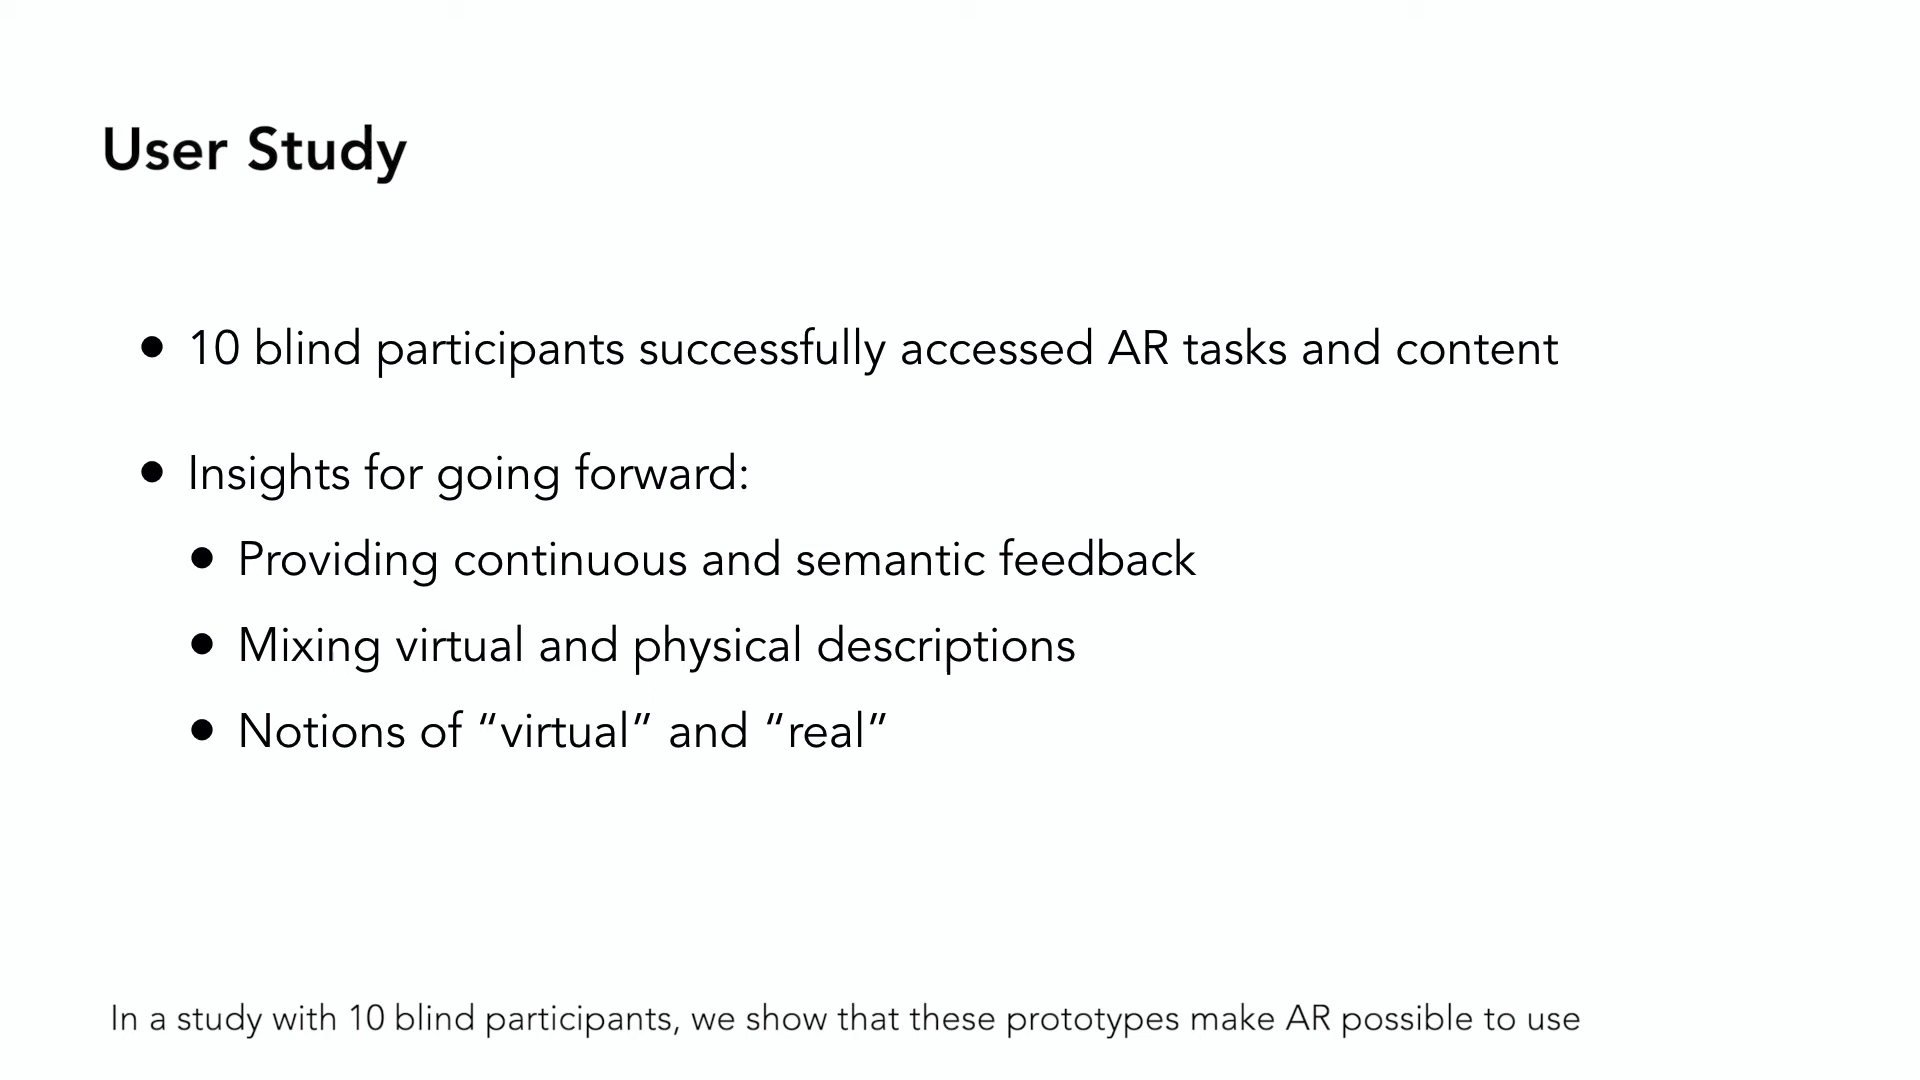 User Study
• 10 blind participants successfully accessed AR tasks and content
• Insights for going forward:
• Providing continuous and semantic feedback
• Mixing virtual and physical descriptions
• Notions of “virtual” and “real”
In a study with 10 blind participants, we show that these prototypes make AR possible to use